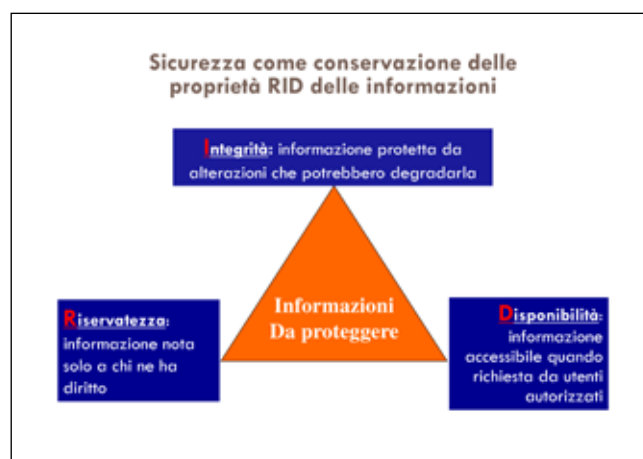 Sicurezza come conservazione delle
proprietà RID delle informazioni
Integrità: informazione protetta da
alterazioni che potrebbero degradarla
Informazioni
Da proteggere
Riservatezza:
informazione nota
solo a chi ne ha
diritto
Disponibilità:
informazione
accessibile quando
richiesta da utenti
autorizzati